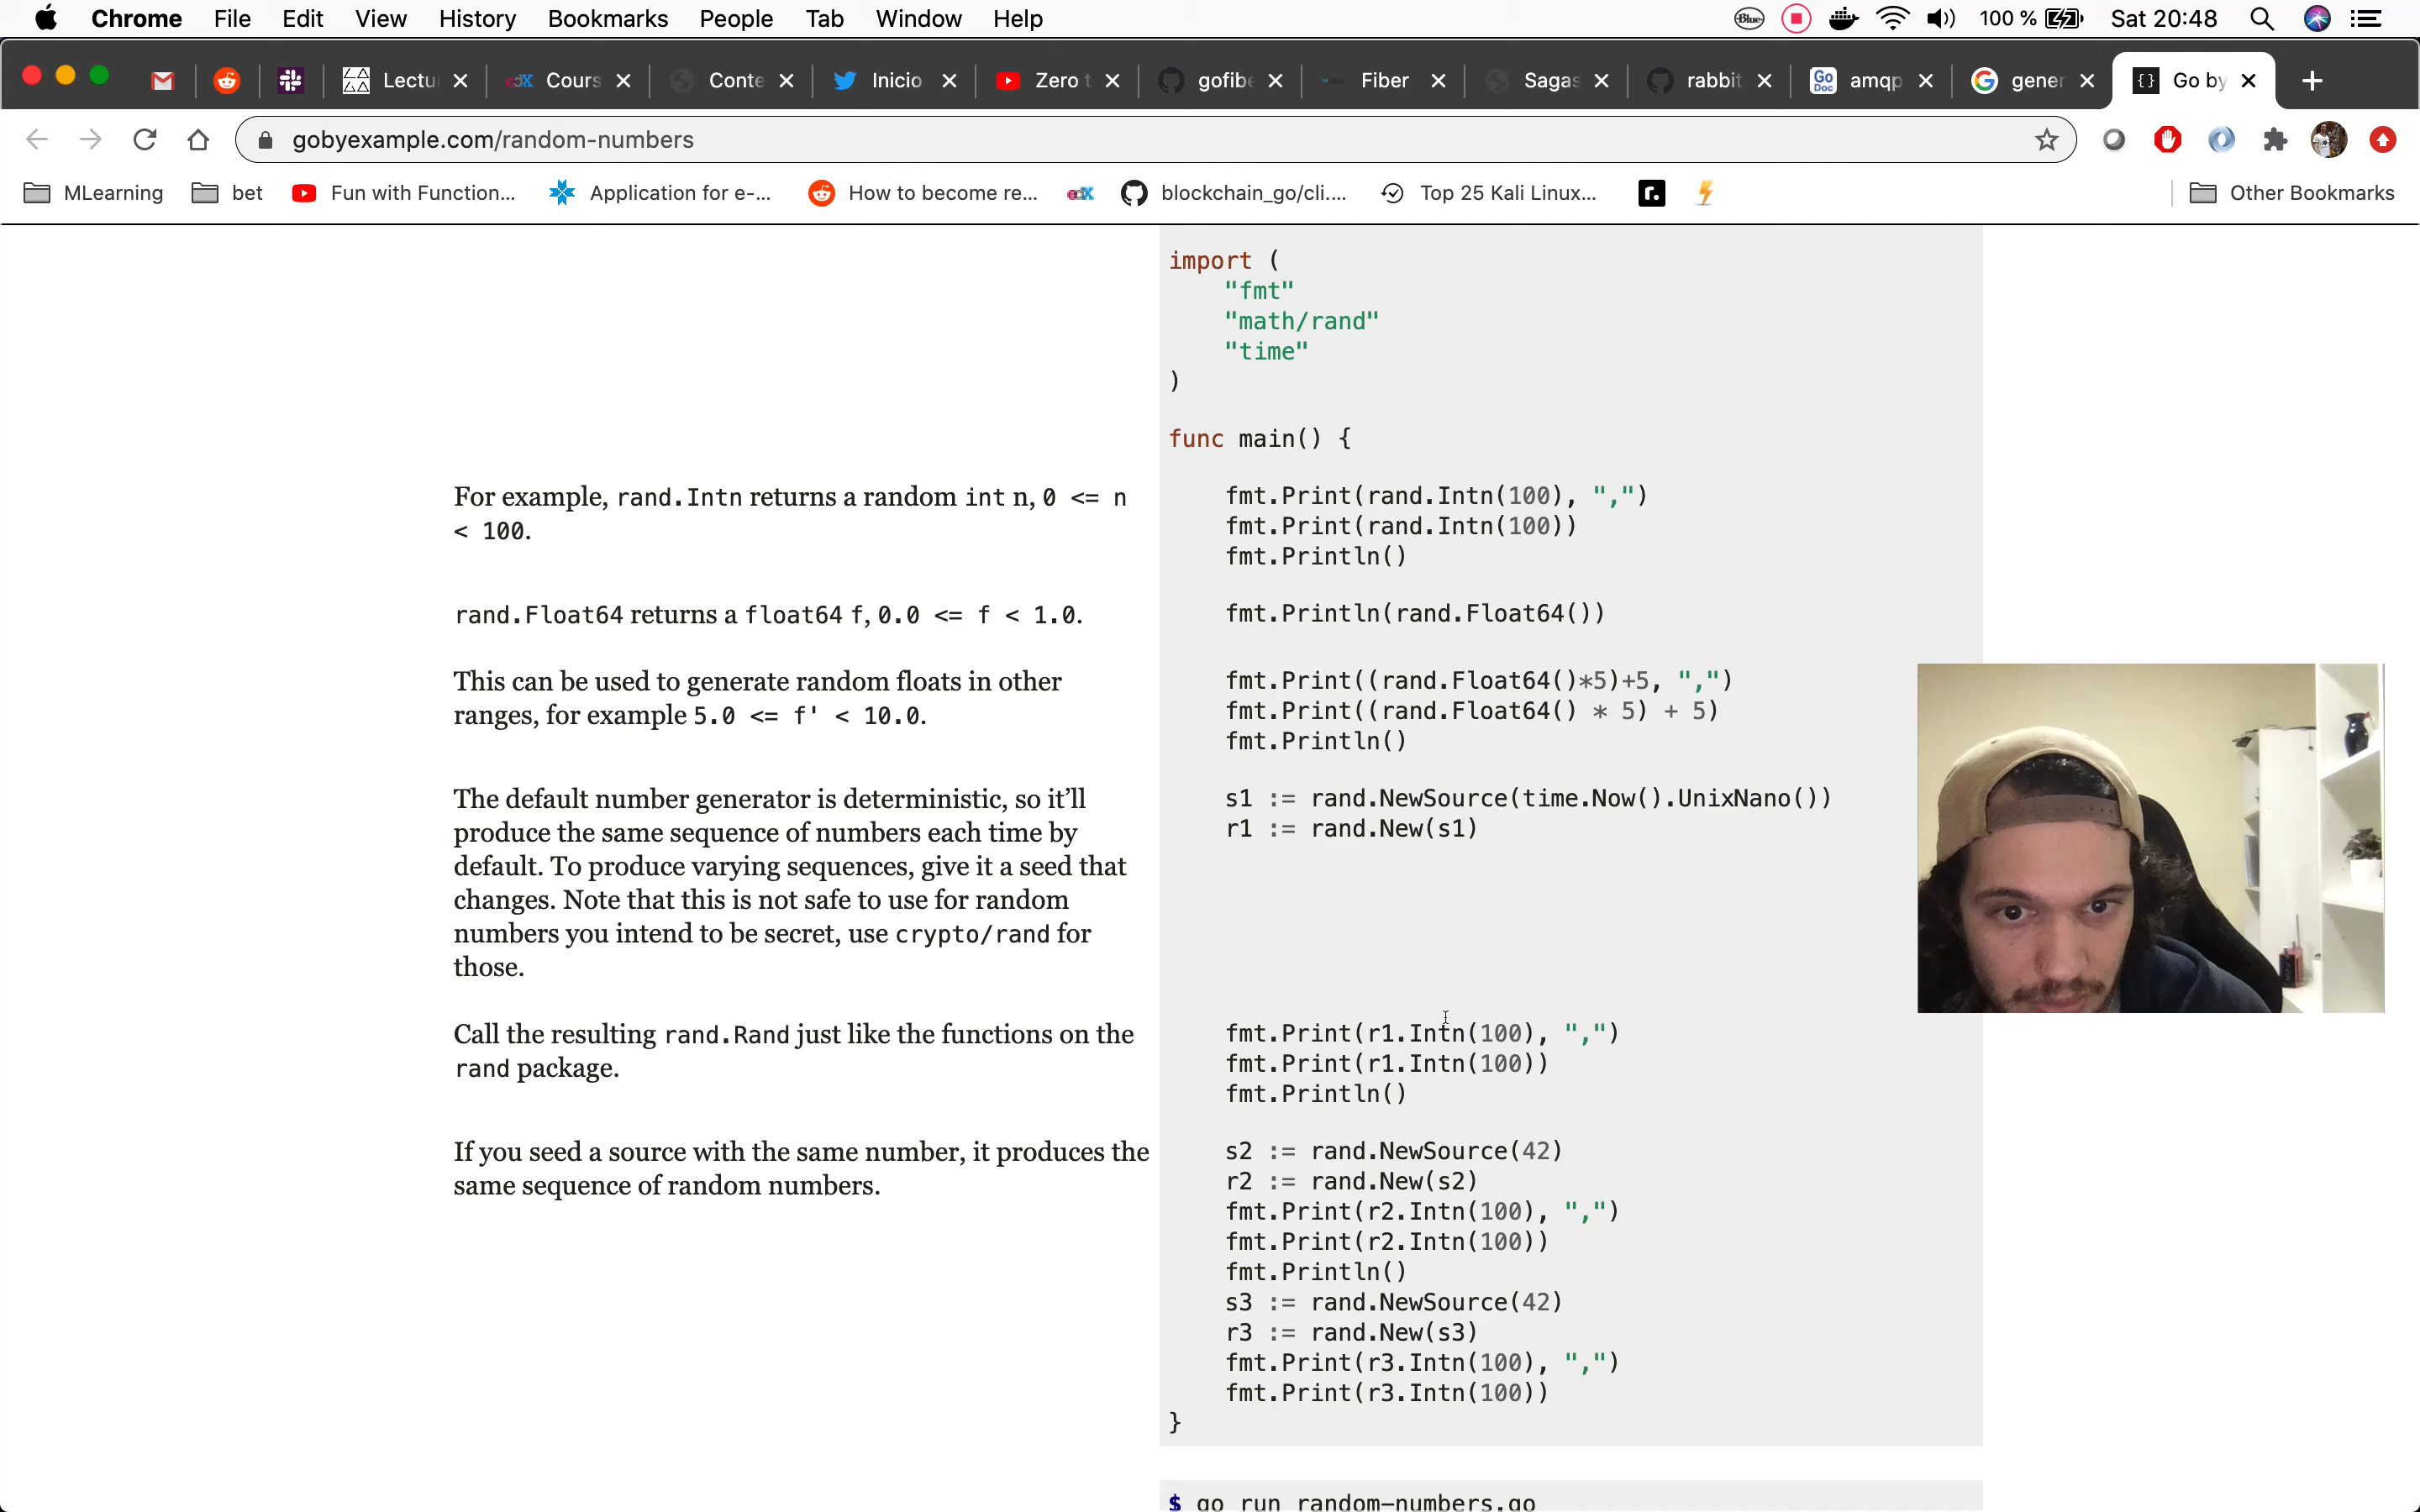 Chrome File Edit View History Bookmarks People Tab Window Help Blue 100 % Sat 20:48
Lectu Cours Conte Inicio Zero t gofibe Fiber Sagas rabbit GoDoc amqp gener {} Go by
gobyexample.com/random-numbers
MLearning bet Fun with Function... Application for e-... How to become re... edX blockchain_go/cli.... Top 25 Kali Linux... r. Other Bookmarks
import (
"fmt"
"math/rand"
"time"
)
func main() {
For example, rand.Intn returns a random int n, 0 <= n
< 100.
fmt.Print(rand.Intn(100), ",")
fmt.Print(rand.Intn(100))
fmt.Println()
rand.Float64 returns a float64 f, 0.0 <= f < 1.0.
fmt.Println(rand.Float64())
This can be used to generate random floats in other
ranges, for example 5.0 <= f' < 10.0.
fmt.Print((rand.Float64()*5)+5, ",")
fmt.Print((rand.Float64() * 5) + 5)
fmt.Println()
The default number generator is deterministic, so it’ll
produce the same sequence of numbers each time by
default. To produce varying sequences, give it a seed that
changes. Note that this is not safe to use for random
numbers you intend to be secret, use crypto/rand for
those.
s1 := rand.NewSource(time.Now().UnixNano())
r1 := rand.New(s1)
Call the resulting rand.Rand just like the functions on the
rand package.
fmt.Print(r1.Intn(100), ",")
fmt.Print(r1.Intn(100))
fmt.Println()
If you seed a source with the same number, it produces the
same sequence of random numbers.
s2 := rand.NewSource(42)
r2 := rand.New(s2)
fmt.Print(r2.Intn(100), ",")
fmt.Print(r2.Intn(100))
fmt.Println()
s3 := rand.NewSource(42)
r3 := rand.New(s3)
fmt.Print(r3.Intn(100), ",")
fmt.Print(r3.Intn(100))
}
$ go run random-numbers.go